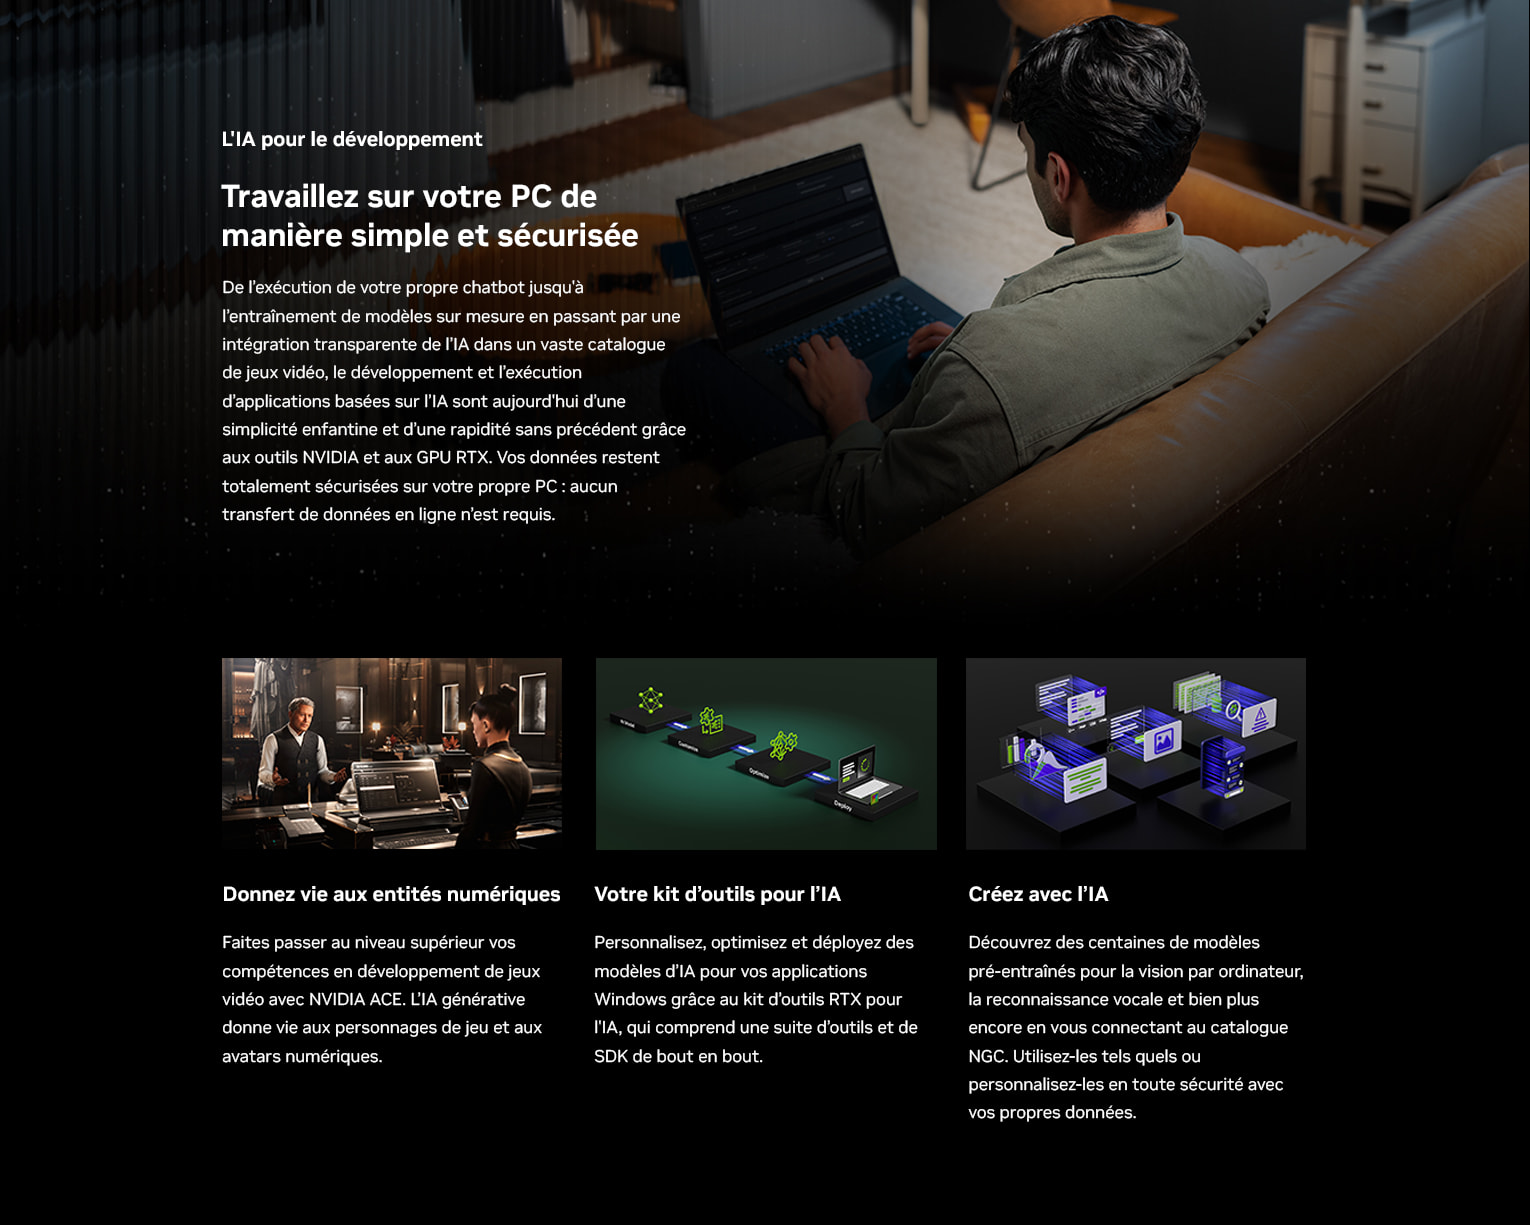 L'IA pour le développement
Travaillez sur votre PC de
manière simple et sécurisée
De l’exécution de votre propre chatbot jusqu'à
l’entraînement de modèles sur mesure en passant par une
intégration transparente de l’IA dans un vaste catalogue
de jeux vidéo, le développement et l’exécution
d’applications basées sur l’IA sont aujourd'hui d’une
simplicité enfantine et d’une rapidité sans précédent grâce
aux outils NVIDIA et aux GPU RTX. Vos données restent
totalement sécurisées sur votre propre PC : aucun
transfert de données en ligne n’est requis.
AI Model
Customize
Optimize
Deploy
Donnez vie aux entités numériques
Faites passer au niveau supérieur vos
compétences en développement de jeux
vidéo avec NVIDIA ACE. L’IA générative
donne vie aux personnages de jeu et aux
avatars numériques.
Votre kit d’outils pour l’IA
Personnalisez, optimisez et déployez des
modèles d’IA pour vos applications
Windows grâce au kit d’outils RTX pour
l'IA, qui comprend une suite d’outils et de
SDK de bout en bout.
Créez avec l’IA
Découvrez des centaines de modèles
pré-entraînés pour la vision par ordinateur,
la reconnaissance vocale et bien plus
encore en vous connectant au catalogue
NGC. Utilisez-les tels quels ou
personnalisez-les en toute sécurité avec
vos propres données.